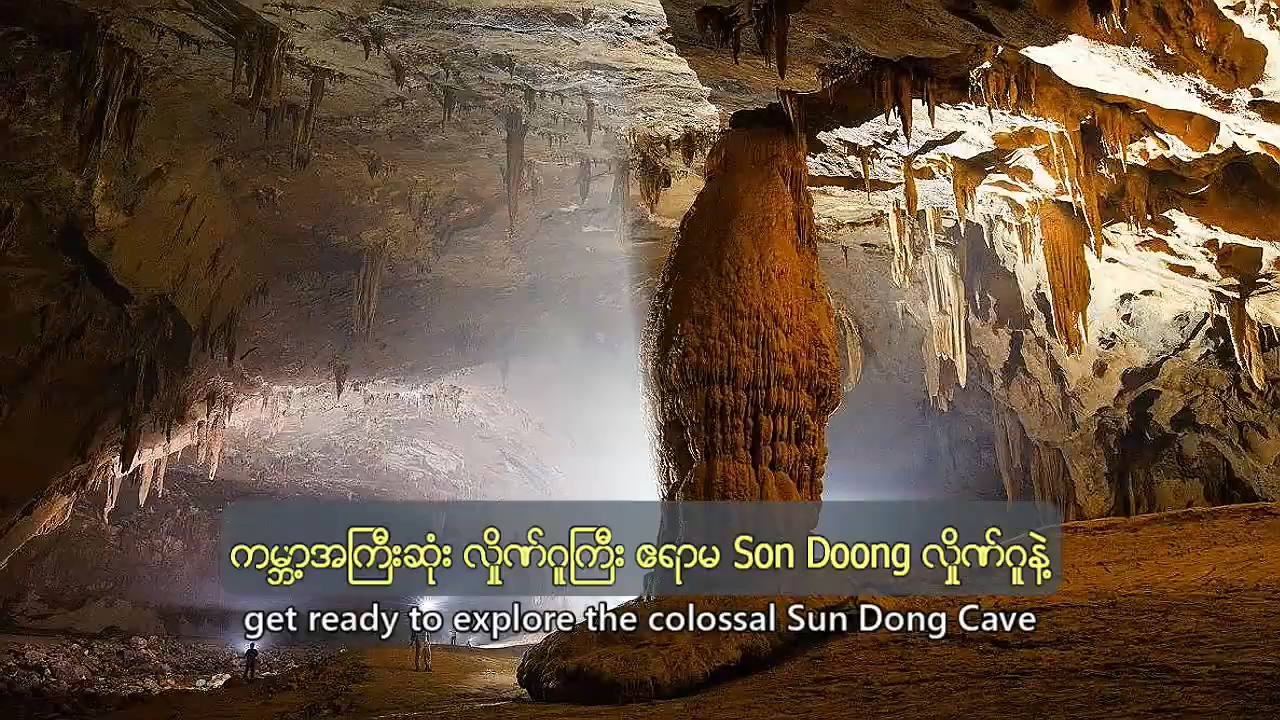 ကမ္ဘာ့အကြီးဆုံး လှိုဏ်ဂူကြီး ဧရာမ Son Doong လှိုဏ်ဂူနဲ့
get ready to explore the colossal Sun Dong Cave